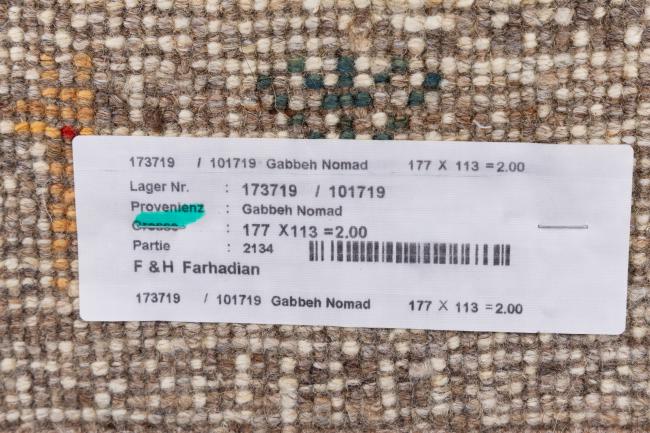 173719 / 101719 Gabbeh Nomad 177 X 113 =2.00
Lager Nr. : 173719 / 101719
Provenienz : Gabbeh Nomad
Grosse : 177 X113 =2.00
Partie : 2134
F & H Farhadian
173719 / 101719 Gabbeh Nomad 177 X 113 =2.00